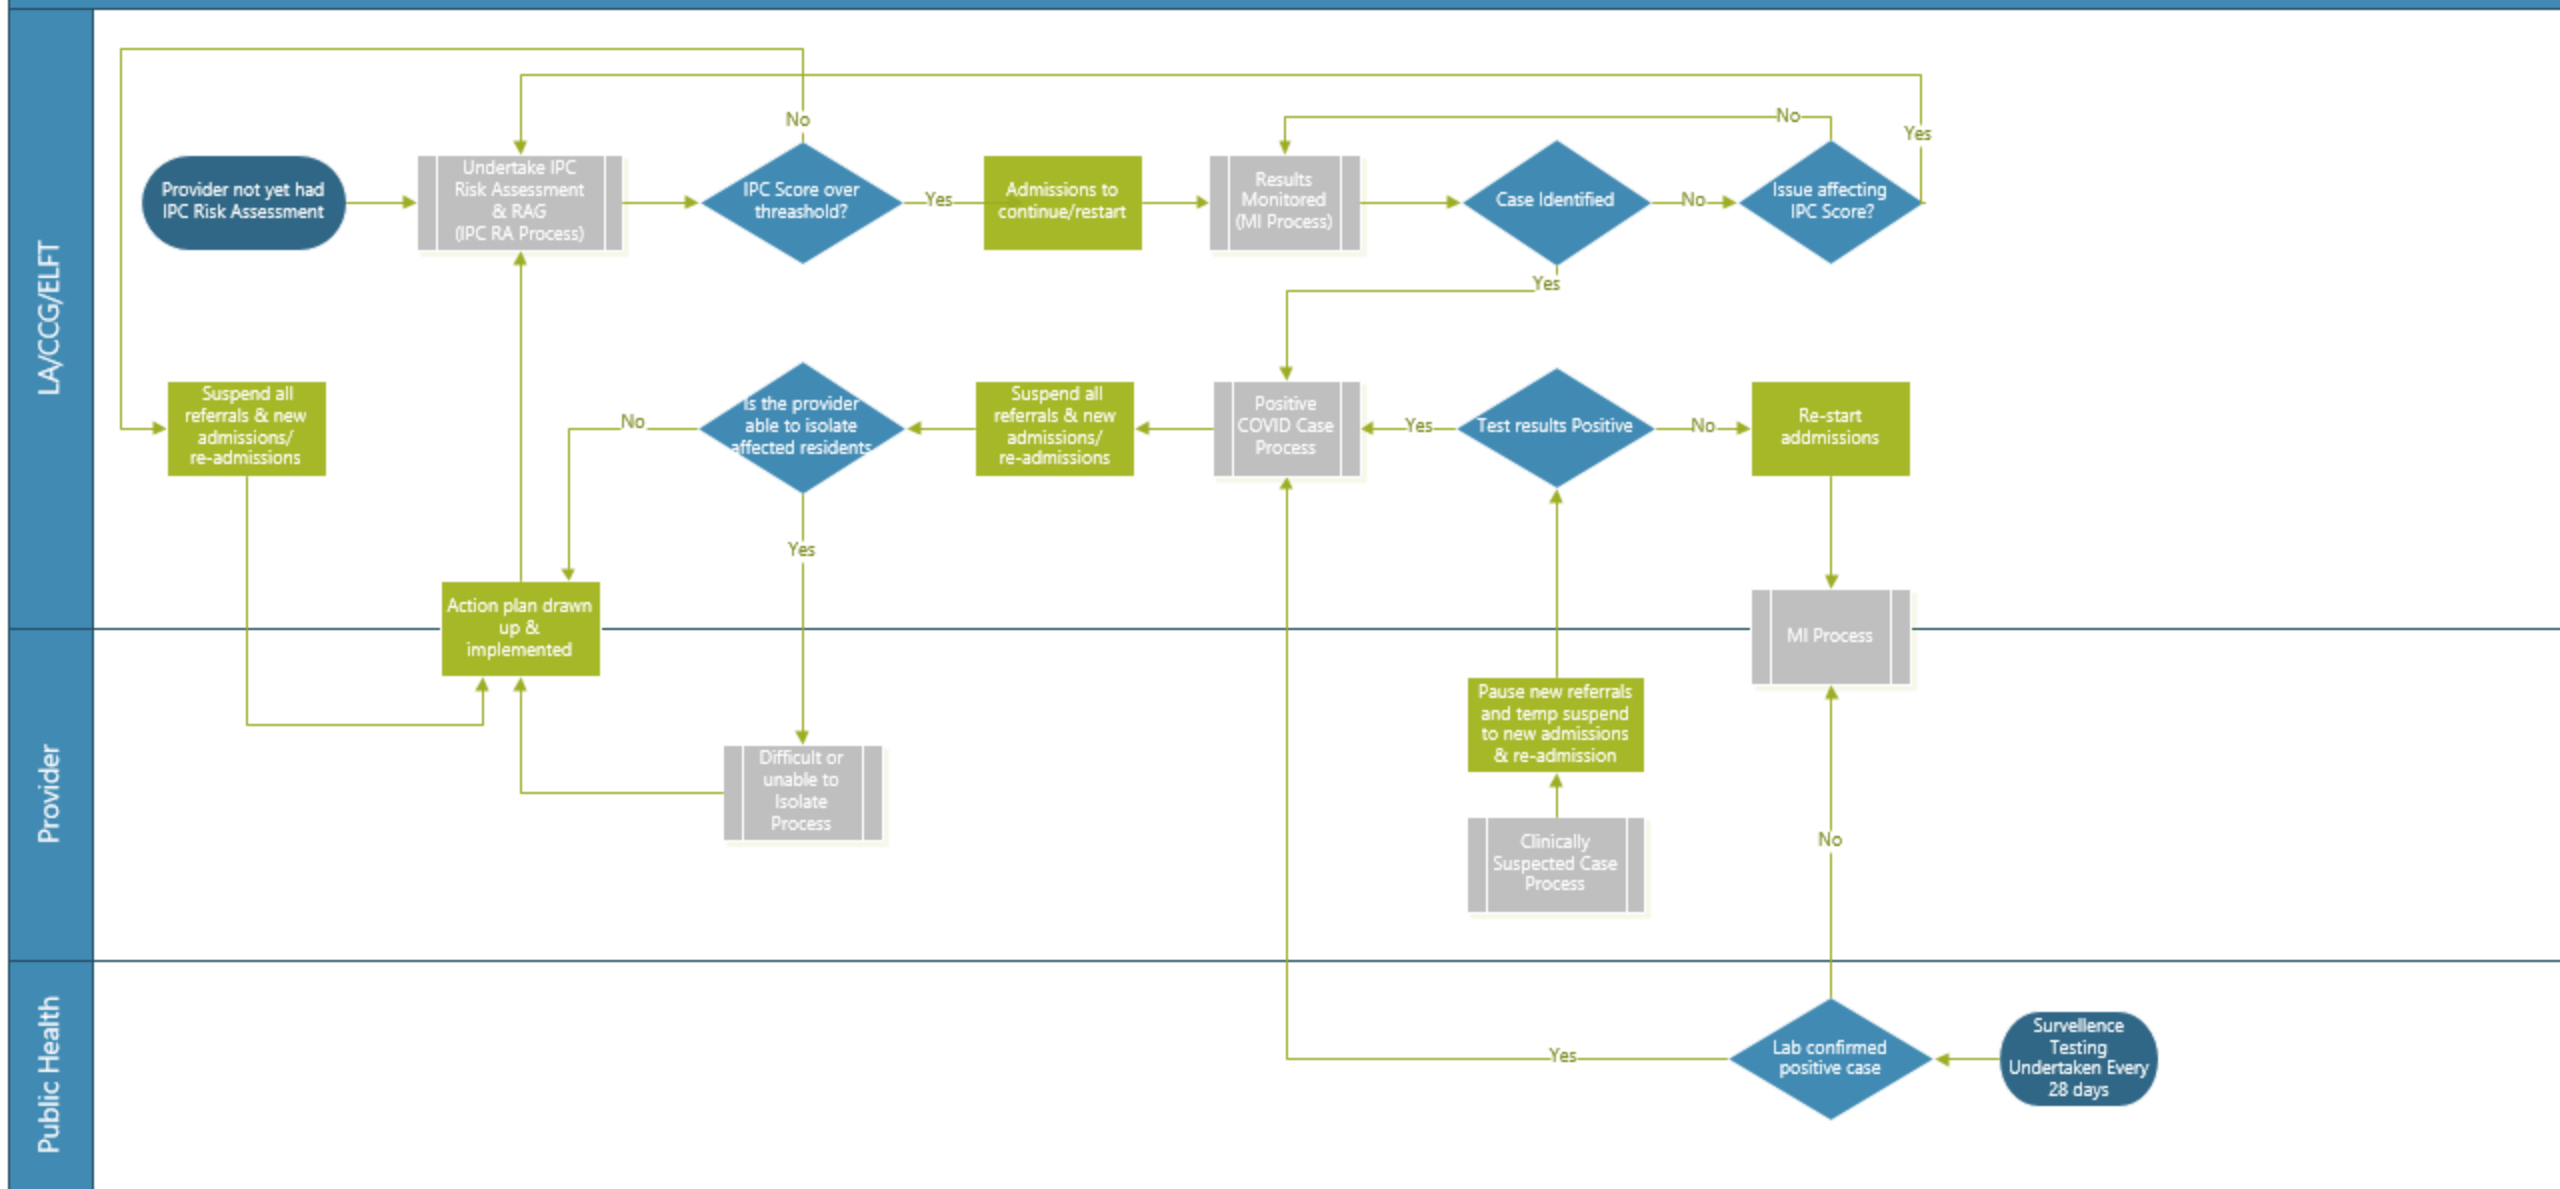 LA/CCG/ELFT
No
No
Yes
Provider not yet had
IPC Risk Assessment
Undertake IPC
Risk Assessment
& RAG
(IPC RA Process)
IPC Score over
threashold?
Yes
Admissions to
continue/restart
Results
Monitored
(MI Process)
Case Identified
No
Issue affecting
IPC Score?
Yes
Suspend all
referrals & new
admissions/
re-admissions
No
Is the provider
able to isolate
affected residents
Suspend all
referrals & new
admissions/
re-admissions
Positive
COVID Case
Process
Yes
Test results Positive
No
Re-start
addmissions
Yes
Action plan drawn
up &
implemented
MI Process
Provider
Pause new referrals
and temp suspend
to new admissions
& re-admission
Difficult or
unable to
Isolate
Process
Clinically
Suspected Case
Process
No
Public Health
Yes
Lab confirmed
positive case
Survellence
Testing
Undertaken Every
28 days